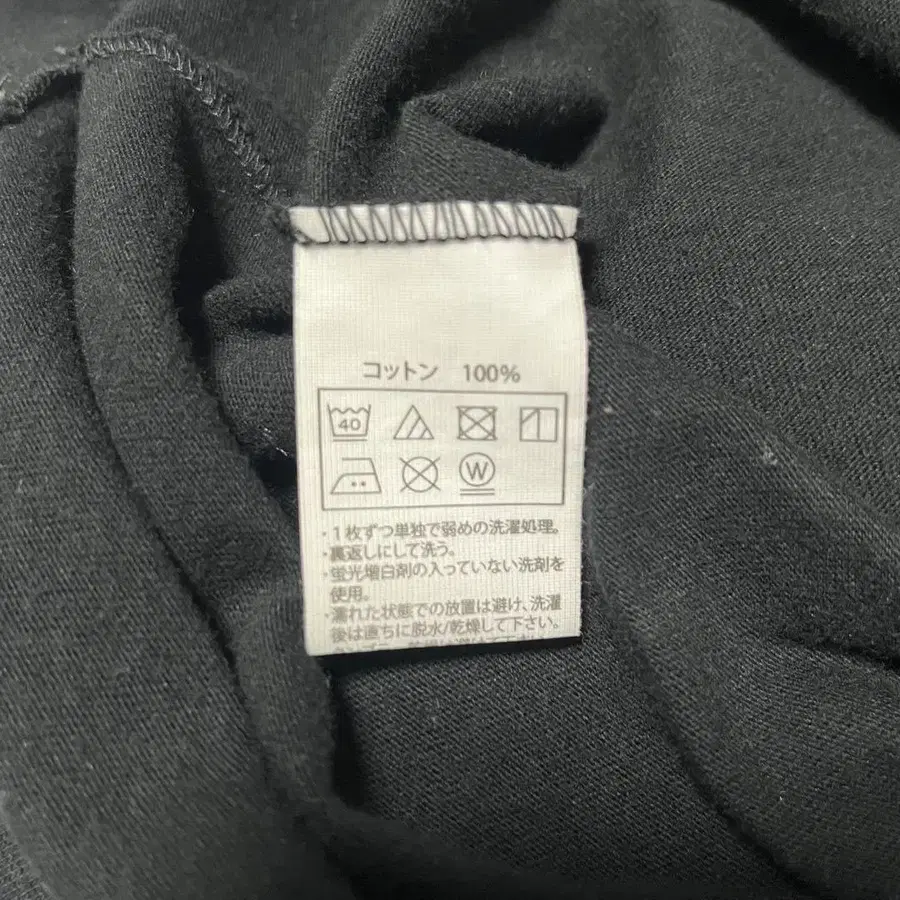 コットン 100%
40
W
・1枚ずつ単独で弱めの洗濯処理。
・裏返しにして洗う。
・蛍光増白剤の入っていない洗剤を
使用。
・濡れた状態での放置は避け、洗濯
後は直ちに脱水/乾燥して下さい。